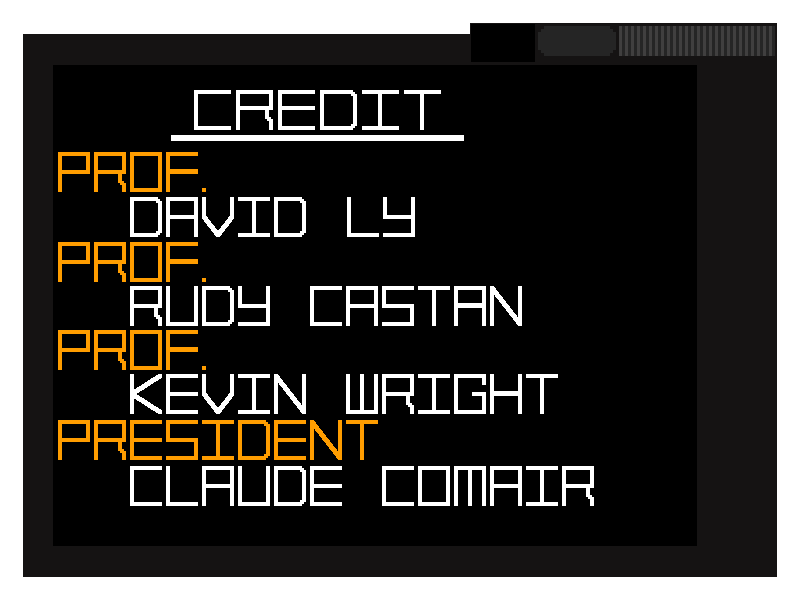 CREDIT
PROF.
DAVID LY
PROF.
RUDY CASTAN
PROF.
KEVIN WRIGHT
PRESIDENT
CLAUDE COMAIR